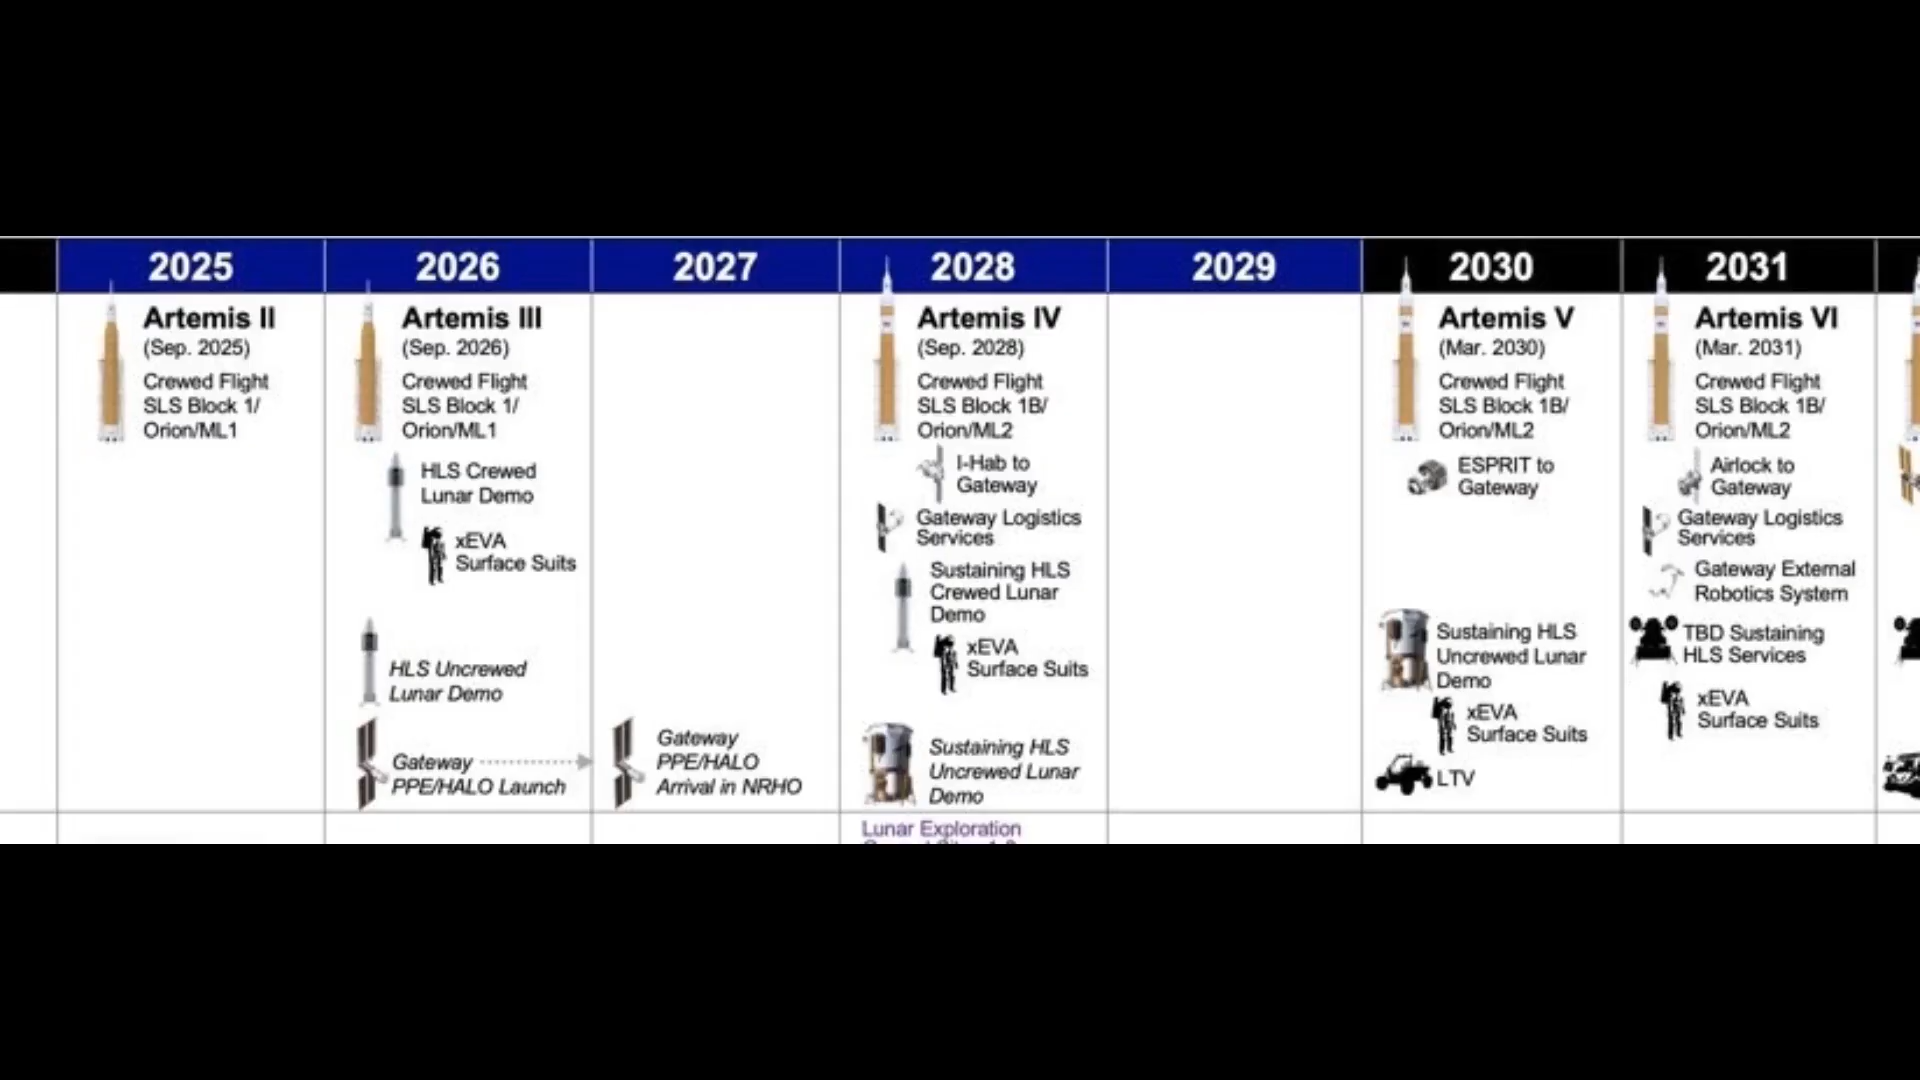 2025
2026
2027
2028
2029
2030
2031
Artemis II
(Sep. 2025)
Crewed Flight
SLS Block 1/
Orion/ML1
Artemis III
(Sep. 2026)
Crewed Flight
SLS Block 1/
Orion/ML1
HLS Crewed
Lunar Demo
xEVA
Surface Suits
HLS Uncrewed
Lunar Demo
Gateway
PPE/HALO Launch
Gateway
PPE/HALO
Arrival in NRHO
Artemis IV
(Sep. 2028)
Crewed Flight
SLS Block 1B/
Orion/ML2
I-Hab to
Gateway
Gateway Logistics
Services
Sustaining HLS
Crewed Lunar
Demo
xEVA
Surface Suits
Sustaining HLS
Uncrewed Lunar
Demo
Lunar Exploration
Artemis V
(Mar. 2030)
Crewed Flight
SLS Block 1B/
Orion/ML2
ESPRIT to
Gateway
Sustaining HLS
Uncrewed Lunar
Demo
xEVA
Surface Suits
LTV
Artemis VI
(Mar. 2031)
Crewed Flight
SLS Block 1B/
Orion/ML2
Airlock to
Gateway
Gateway Logistics
Services
Gateway External
Robotics System
TBD Sustaining
HLS Services
xEVA
Surface Suits